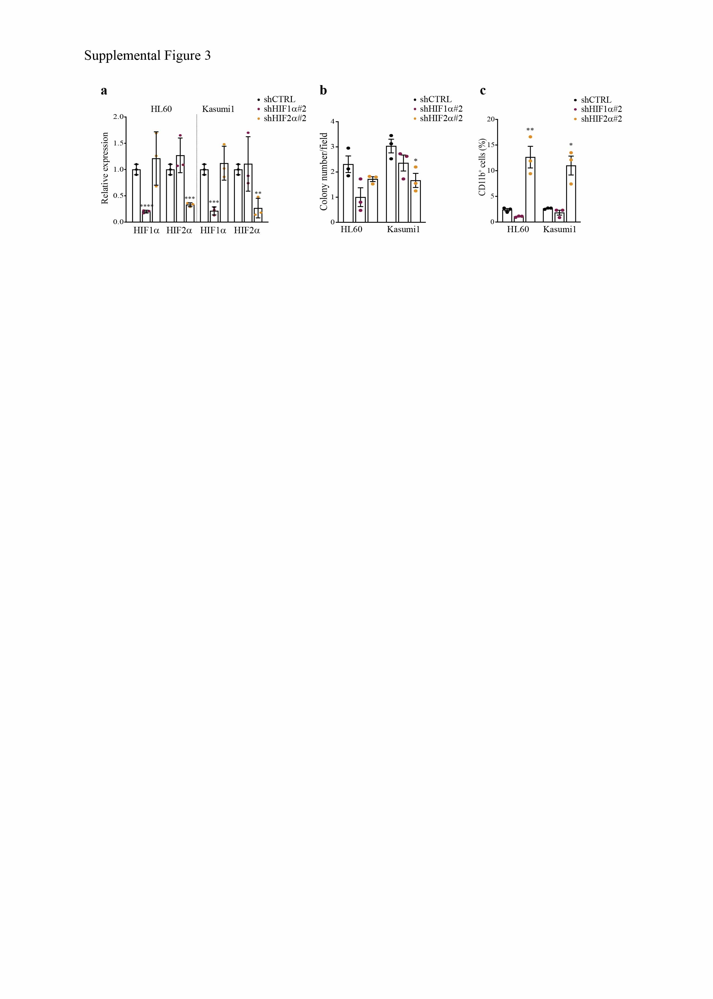 Supplemental Figure 3
a
shCTRL
shHIF1α#2
shHIF2α#2
HL60
Kasumi1
Relative expression
2.0
1.5
1.0
0.5
0.0
****
***
***
**
HIF1α
HIF2α
HIF1α
HIF2α
b
shCTRL
shHIF1α#2
shHIF2α#2
Colony number/field
4
3
2
1
0
*
HL60
Kasumi1
c
shCTRL
shHIF1α#2
shHIF2α#2
CD11b⁺ cells (%)
20
15
10
5
0
**
*
HL60
Kasumi1